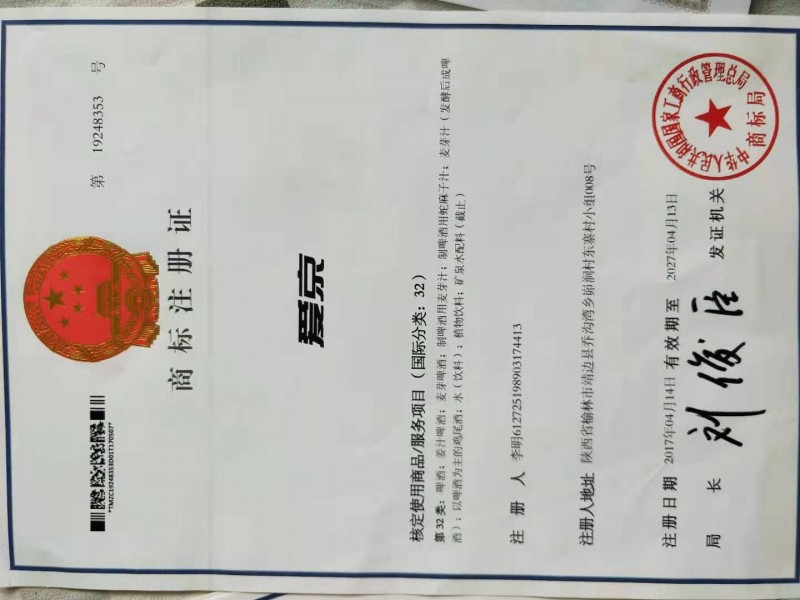 第 19248353 号
商标注册证
*TMZC19248353D01T170507*
爱京
核定使用商品/服务项目（国际分类：32）
第32类：啤酒；姜汁啤酒；麦芽啤酒；制啤酒用麦芽汁；制啤酒用蛇麻子汁；麦芽汁（发酵后成啤
酒）；以啤酒为主的鸡尾酒；水（饮料）；植物饮料；矿泉水配料（截止）
注册人 李明612725198903174413
注册人地址 陕西省榆林市靖边县乔沟湾乡峁涧村东寨村小组008号
注册日期 2017年04月14日 有效期至 2027年04月13日
局长 刘俊臣 发证机关
中华人民共和国国家工商行政管理总局
商标局